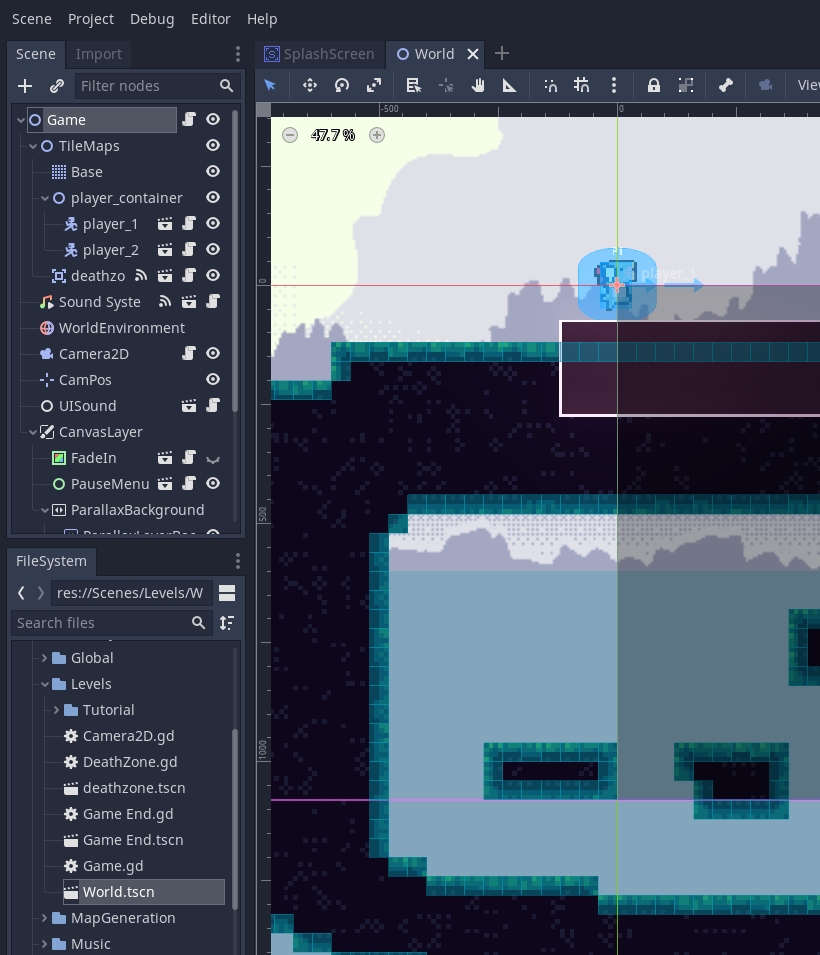 Scene Project Debug Editor Help
Scene Import
SplashScreen World
Filter nodes
View
Game
TileMaps
Base
player_container
player_1
player_2
deathzo
Sound Syste
WorldEnvironment
Camera2D
CamPos
UISound
CanvasLayer
FadeIn
PauseMenu
ParallaxBackground
-500 0
47.7 %
P1
player_1
0
500
1000
FileSystem
res://Scenes/Levels/W
Search files
Global
Levels
Tutorial
Camera2D.gd
DeathZone.gd
deathzone.tscn
Game End.gd
Game End.tscn
Game.gd
World.tscn
MapGeneration
Music